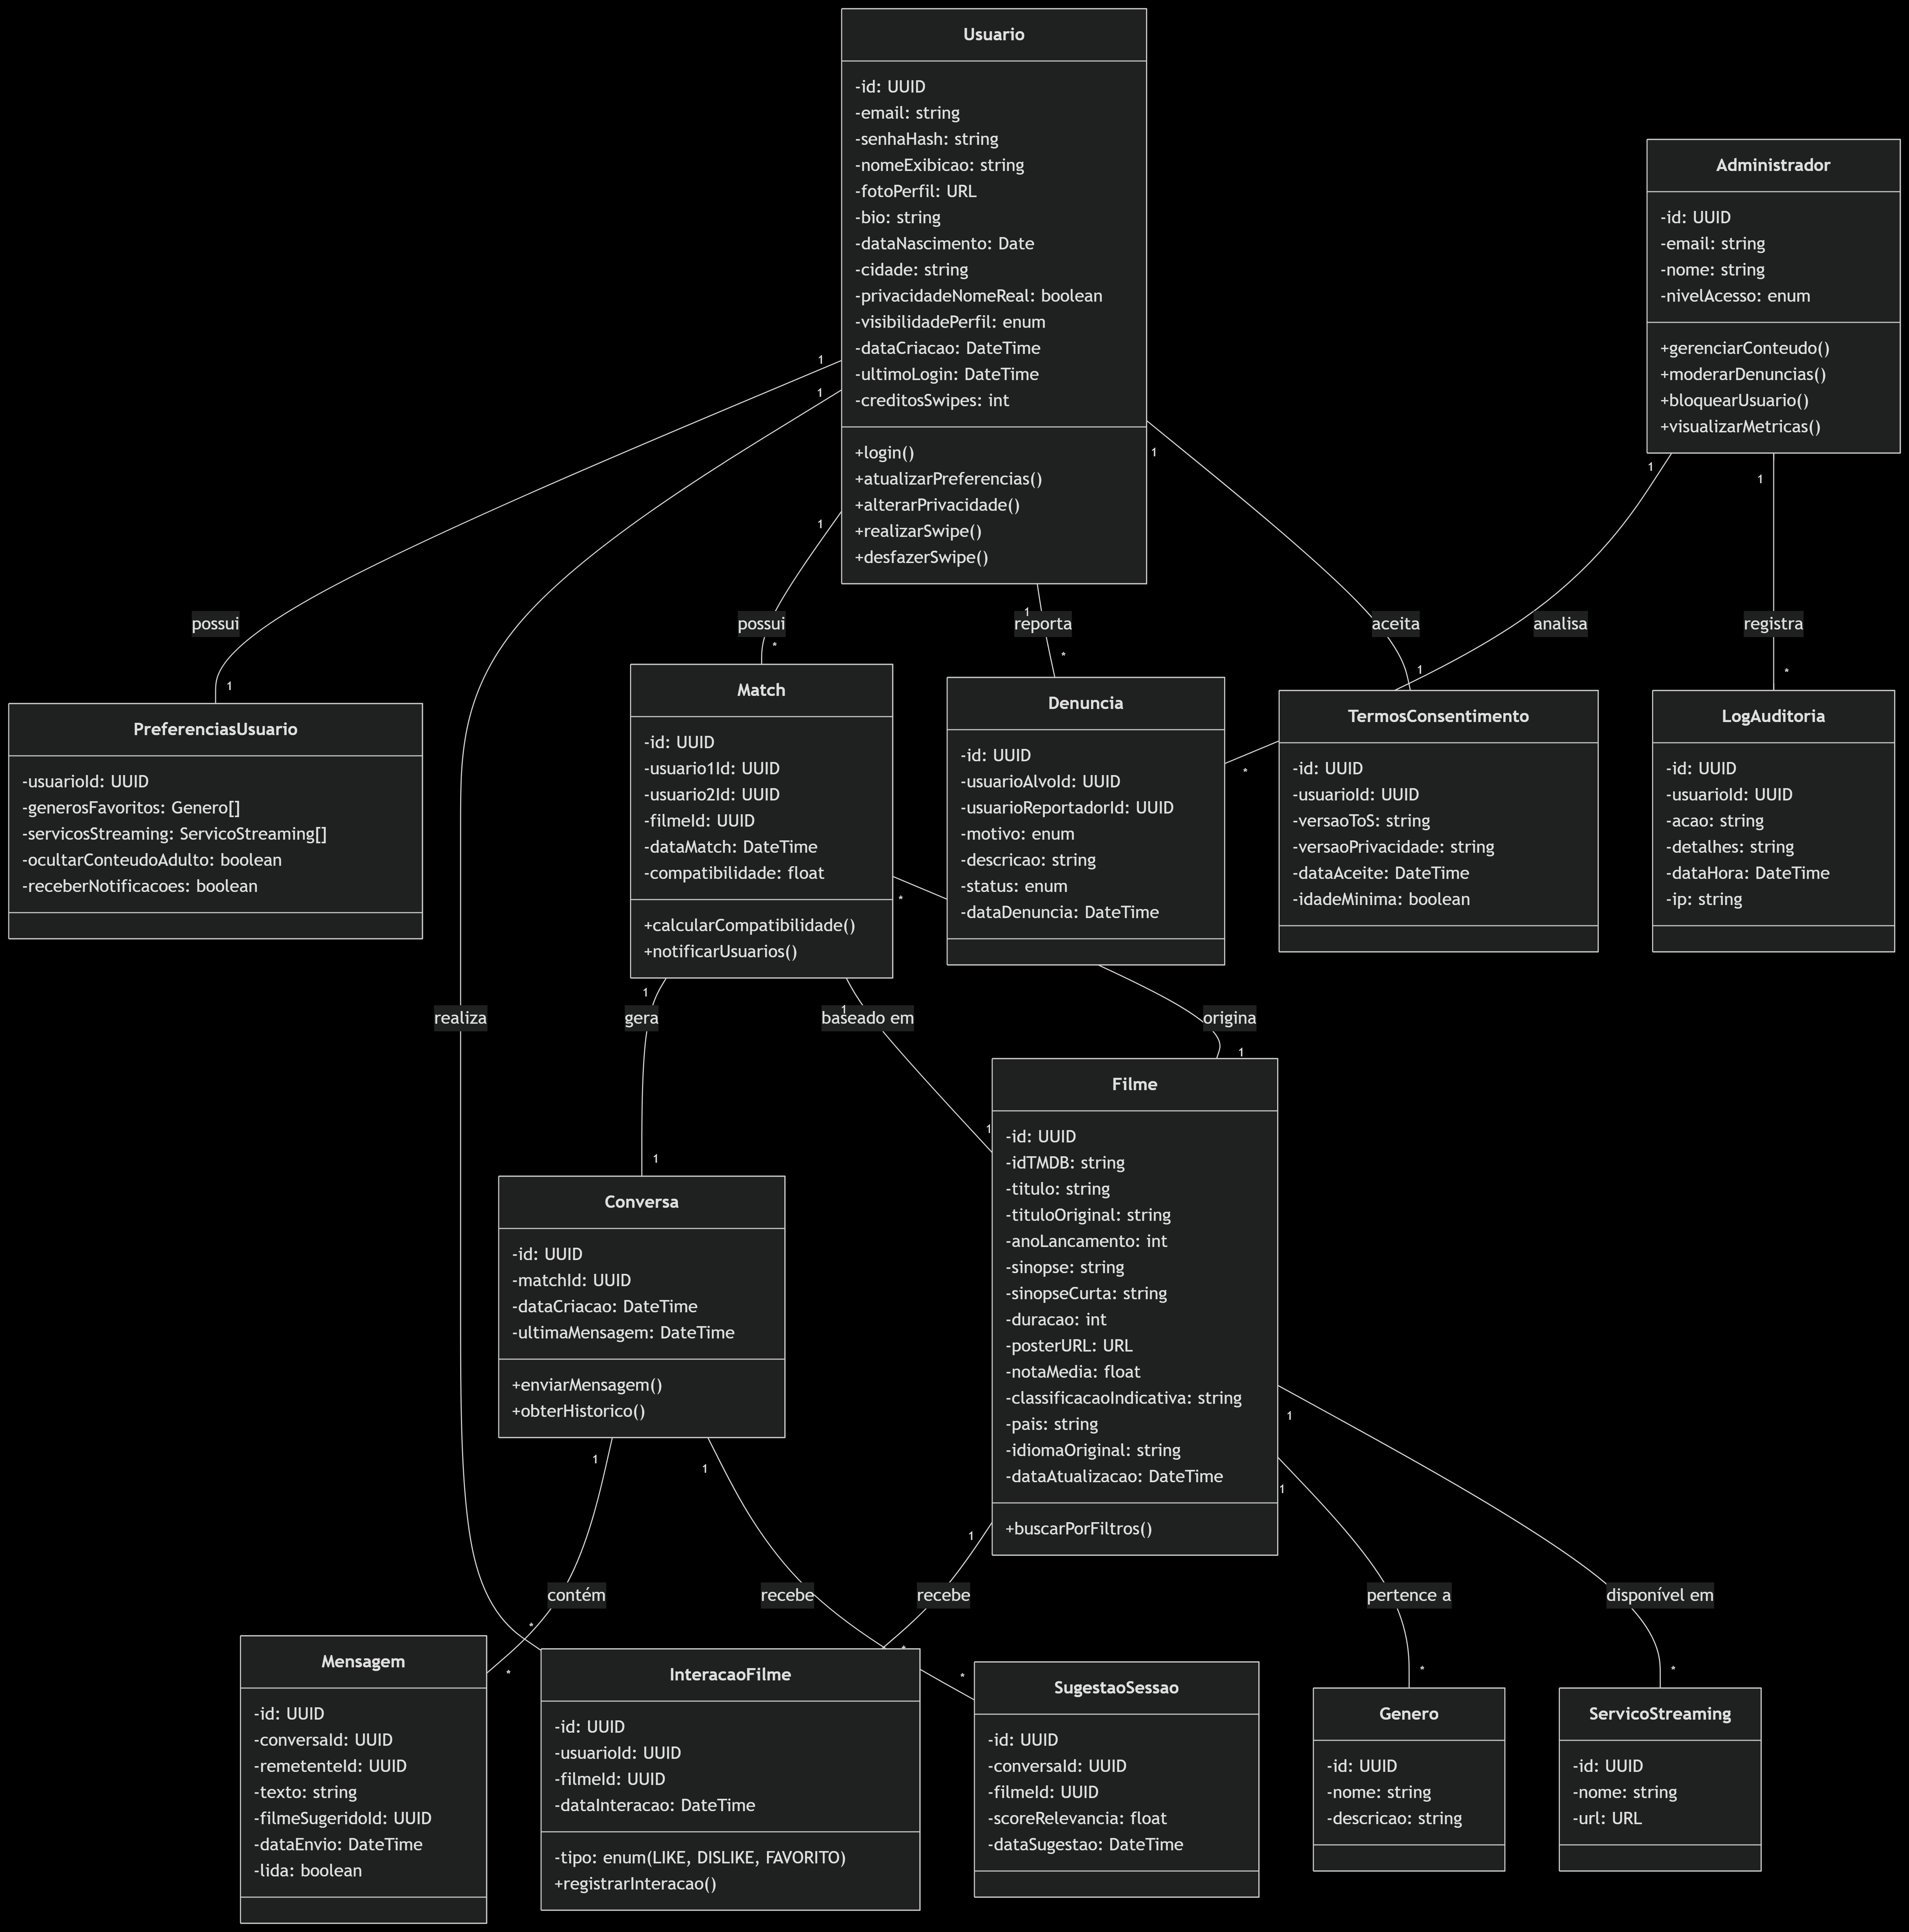 Usuario
-id: UUID
-email: string
-senhaHash: string
-nomeExibicao: string
-fotoPerfil: URL
-bio: string
-dataNascimento: Date
-cidade: string
-privacidadeNomeReal: boolean
-visibilidadePerfil: enum
-dataCriacao: DateTime
-ultimoLogin: DateTime
-creditosSwipes: int
+login()
+atualizarPreferencias()
+alterarPrivacidade()
+realizarSwipe()
+desfazerSwipe()
Administrador
-id: UUID
-email: string
-nome: string
-nivelAcesso: enum
+gerenciarConteudo()
+moderarDenuncias()
+bloquearUsuario()
+visualizarMetricas()
1
1
1
1
1
1
1
possui
possui
reporta
aceita
analisa
registra
1
*
*
1
*
PreferenciasUsuario
-usuarioId: UUID
-generosFavoritos: Genero[]
-servicosStreaming: ServicoStreaming[]
-ocultarConteudoAdulto: boolean
-receberNotificacoes: boolean
Match
-id: UUID
-usuario1Id: UUID
-usuario2Id: UUID
-filmeId: UUID
-dataMatch: DateTime
-compatibilidade: float
+calcularCompatibilidade()
+notificarUsuarios()
Denuncia
-id: UUID
-usuarioAlvoId: UUID
-usuarioReportadorId: UUID
-motivo: enum
-descricao: string
-status: enum
-dataDenuncia: DateTime
TermosConsentimento
-id: UUID
-usuarioId: UUID
-versaoToS: string
-versaoPrivacidade: string
-dataAceite: DateTime
-idadeMinima: boolean
LogAuditoria
-id: UUID
-usuarioId: UUID
-acao: string
-detalhes: string
-dataHora: DateTime
-ip: string
*
*
1
1
realiza
gera
baseado em
origina
1
1
1
Filme
-id: UUID
-idTMDB: string
-titulo: string
-tituloOriginal: string
-anoLancamento: int
-sinopse: string
-sinopseCurta: string
-duracao: int
-posterURL: URL
-notaMedia: float
-classificacaoIndicativa: string
-pais: string
-idiomaOriginal: string
-dataAtualizacao: DateTime
+buscarPorFiltros()
Conversa
-id: UUID
-matchId: UUID
-dataCriacao: DateTime
-ultimaMensagem: DateTime
+enviarMensagem()
+obterHistorico()
1
1
1
1
1
contém
recebe
recebe
pertence a
disponível em
*
*
*
*
*
*
Mensagem
-id: UUID
-conversaId: UUID
-remetenteId: UUID
-texto: string
-filmeSugeridoId: UUID
-dataEnvio: DateTime
-lida: boolean
InteracaoFilme
-id: UUID
-usuarioId: UUID
-filmeId: UUID
-dataInteracao: DateTime
-tipo: enum(LIKE, DISLIKE, FAVORITO)
+registrarInteracao()
SugestaoSessao
-id: UUID
-conversaId: UUID
-filmeId: UUID
-scoreRelevancia: float
-dataSugestao: DateTime
Genero
-id: UUID
-nome: string
-descricao: string
ServicoStreaming
-id: UUID
-nome: string
-url: URL